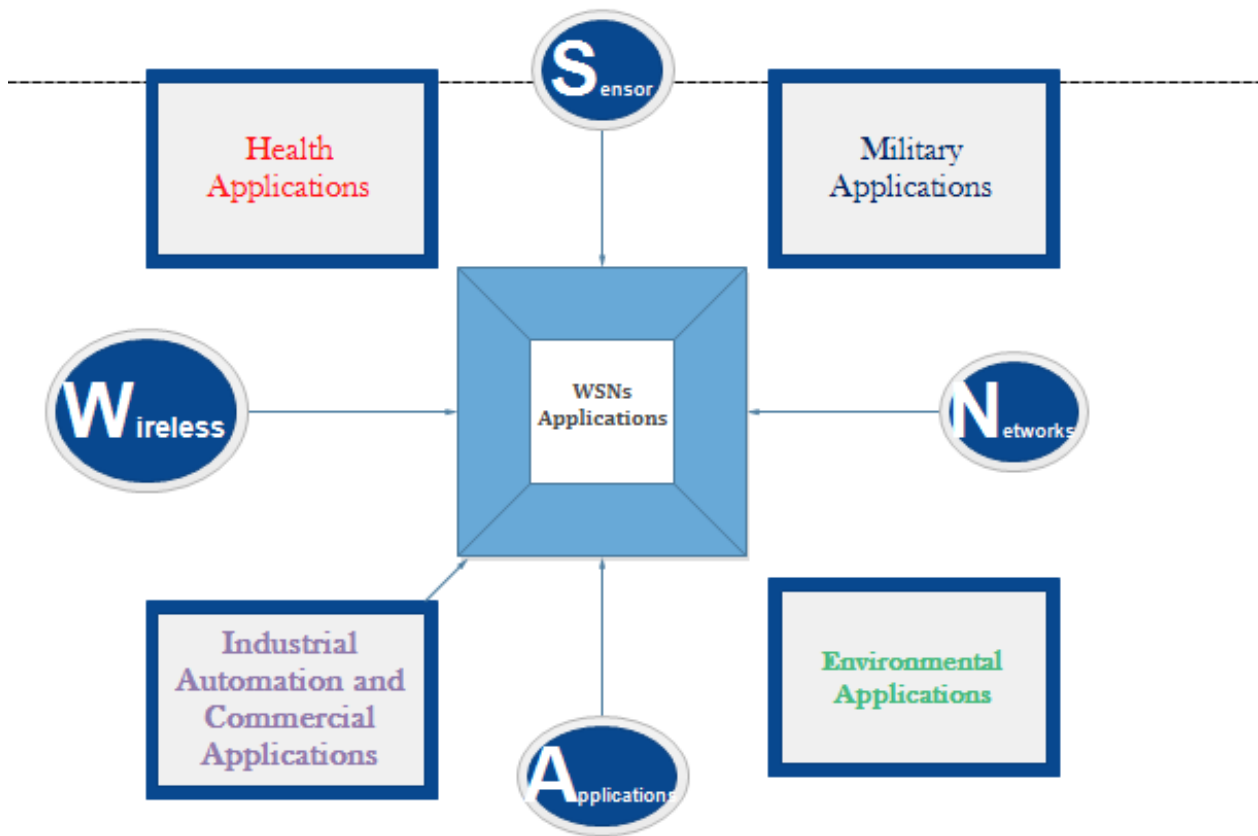 Sensor
Health
Applications
Military
Applications
Wireless
WSNs
Applications
Networks
Industrial
Automation and
Commercial
Applications
Environmental
Applications
Applications